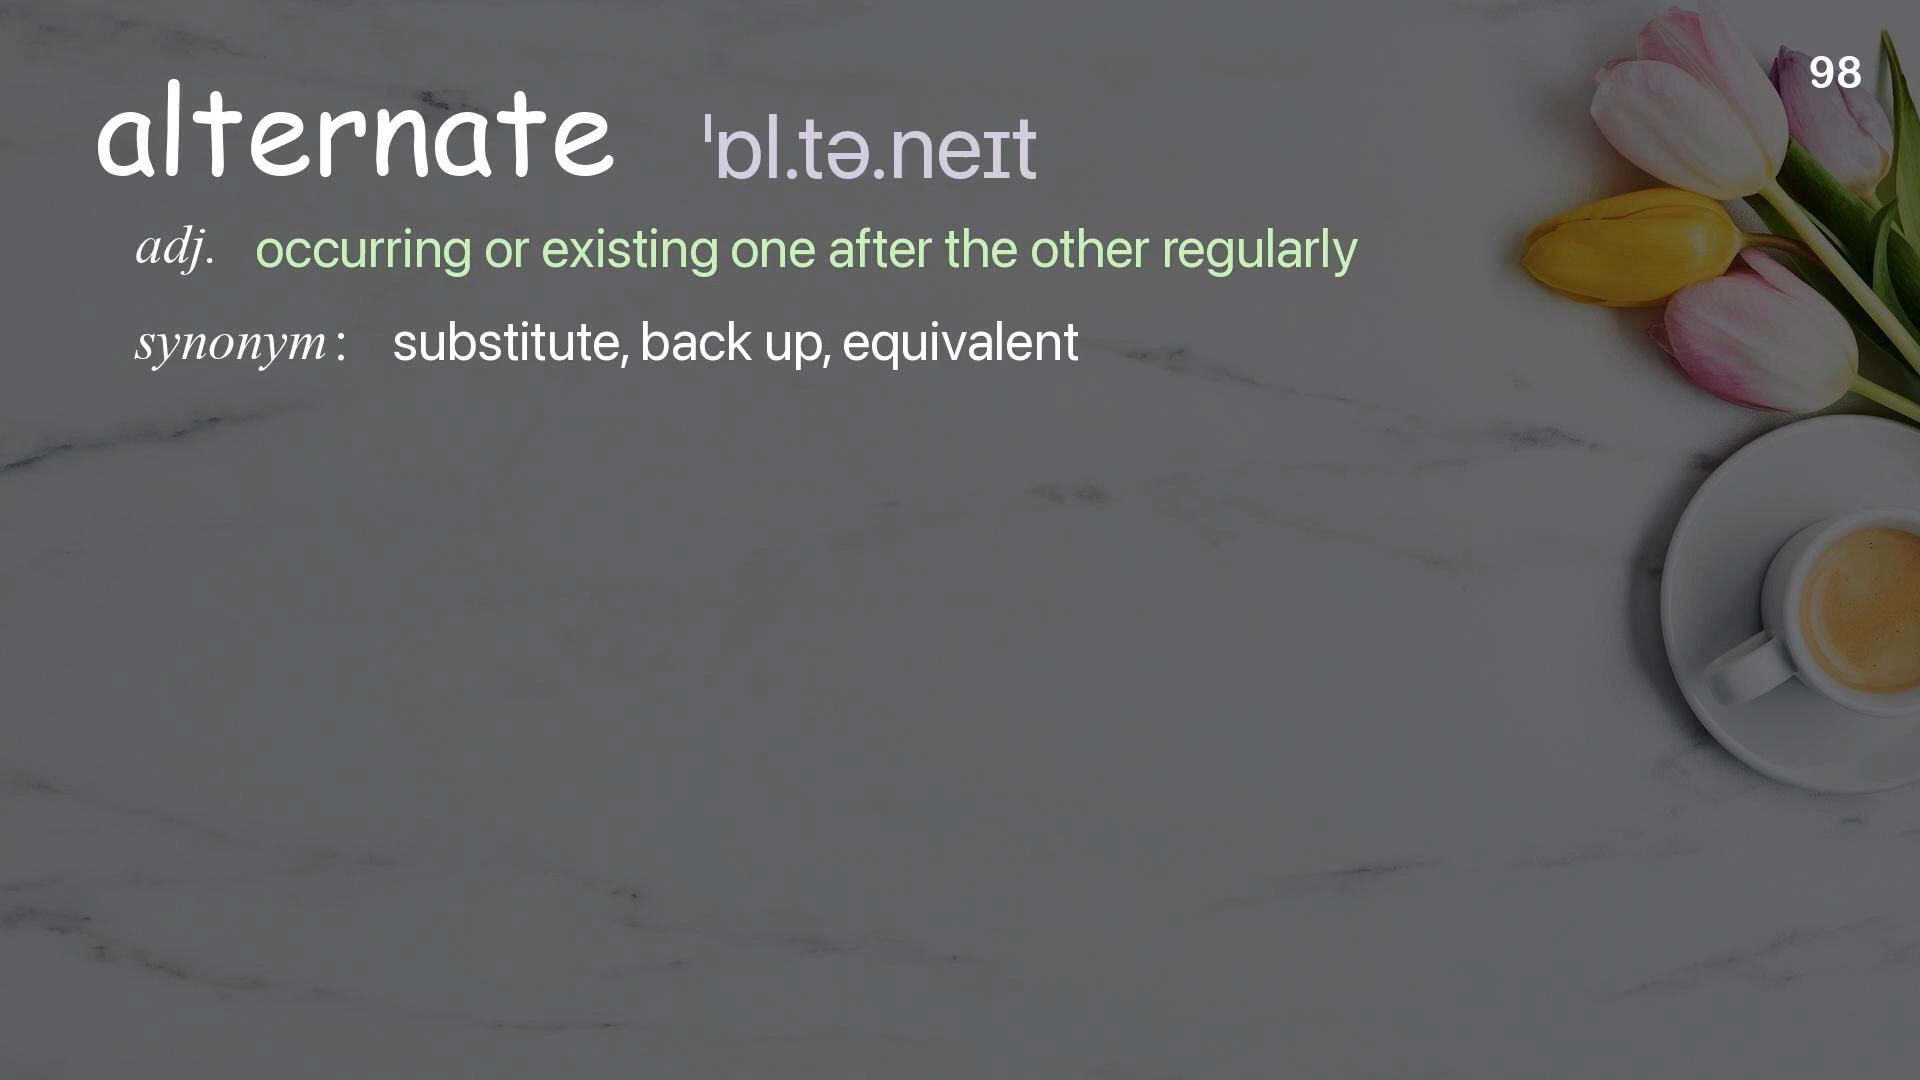 98
alternate ˈɒl.tə.neɪt
adj. occurring or existing one after the other regularly
synonym: substitute, back up, equivalent